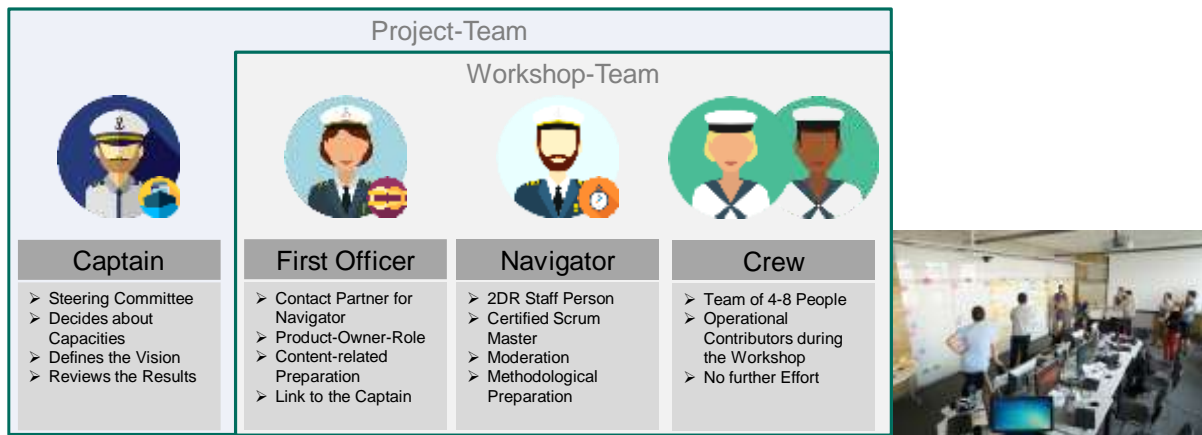 Project-Team
Workshop-Team
Captain
➢ Steering Committee
➢ Decides about
Capacities
➢ Defines the Vision
➢ Reviews the Results
First Officer
➢ Contact Partner for
Navigator
➢ Product-Owner-Role
➢ Content-related
Preparation
➢ Link to the Captain
Navigator
➢ 2DR Staff Person
➢ Certified Scrum
Master
➢ Moderation
➢ Methodological
Preparation
Crew
➢ Team of 4-8 People
➢ Operational
Contributors during
the Workshop
➢ No further Effort